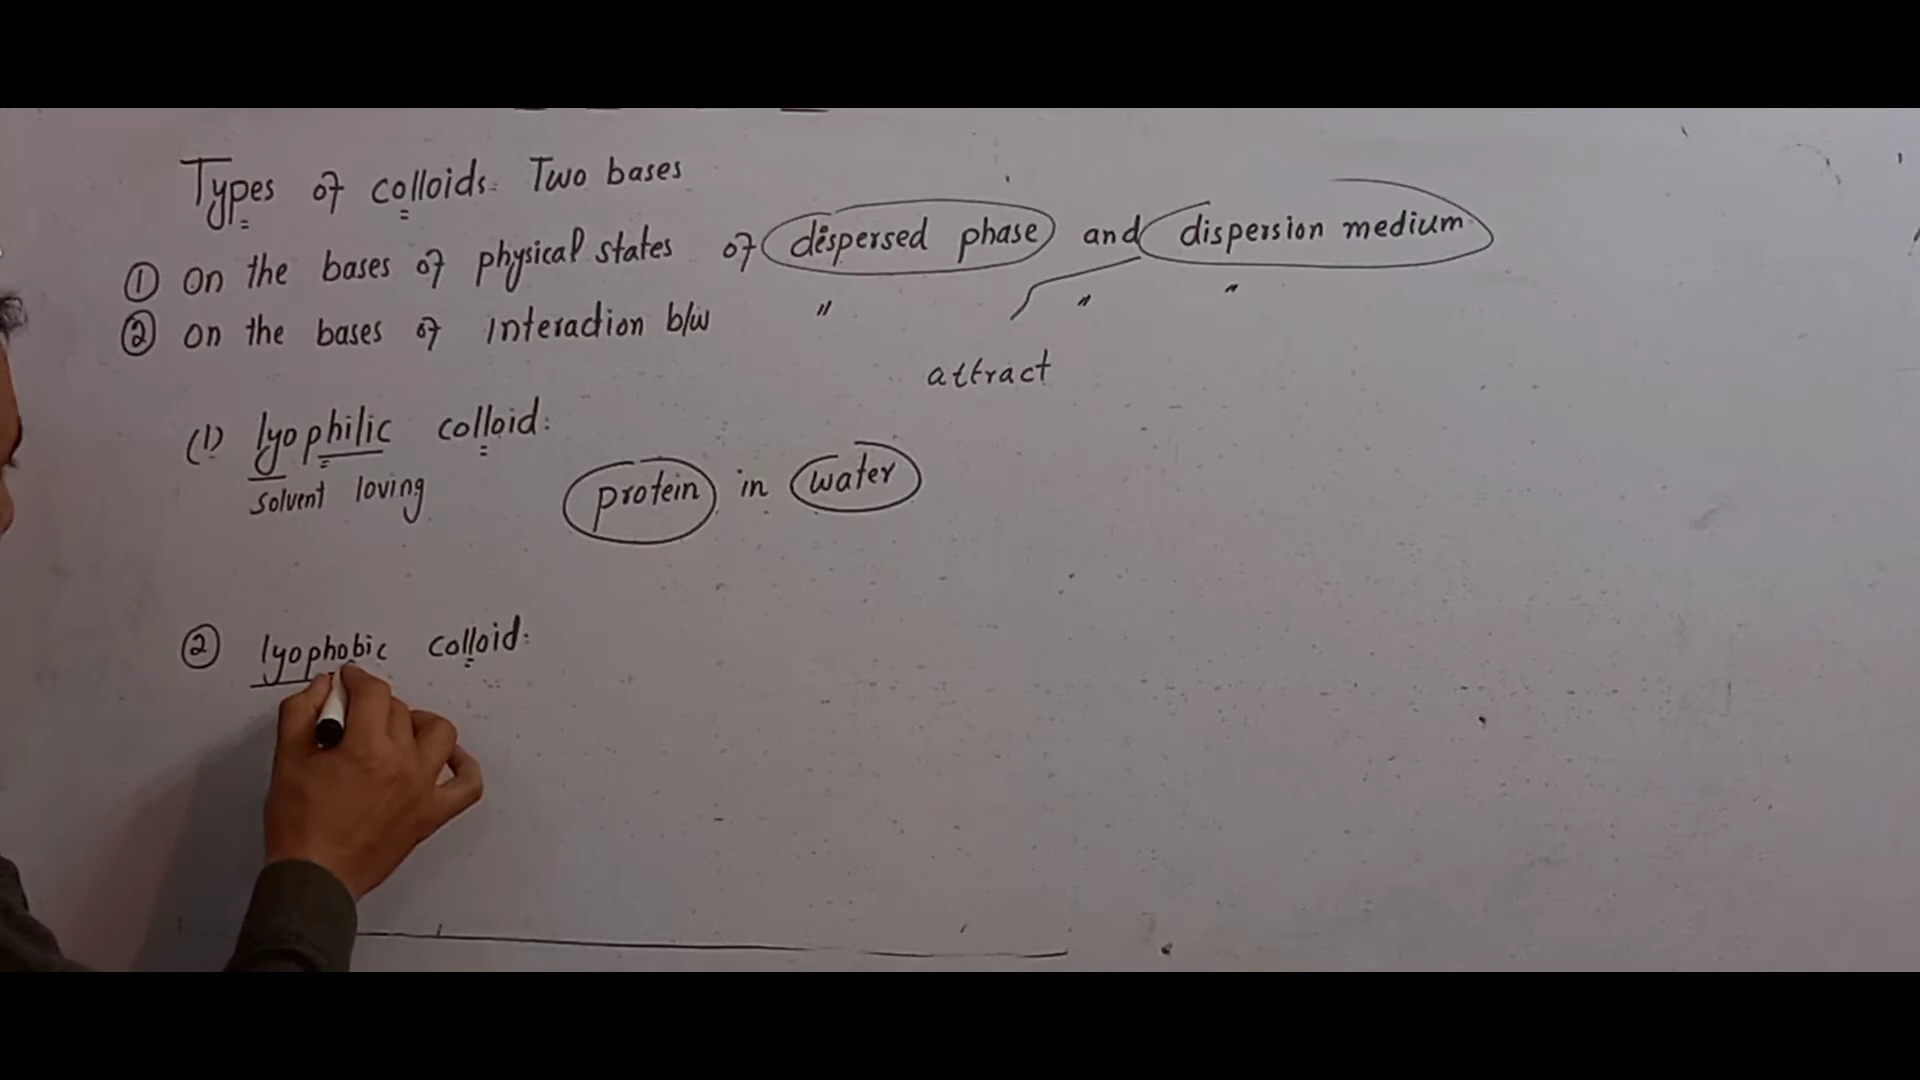 Types of colloids: Two bases
① On the bases of physical states of dispersed phase and dispersion medium
② On the bases of Interaction b/w " " "
attract
(1) lyophilic colloid:
solvent loving
protein in water
② lyophobic colloid: